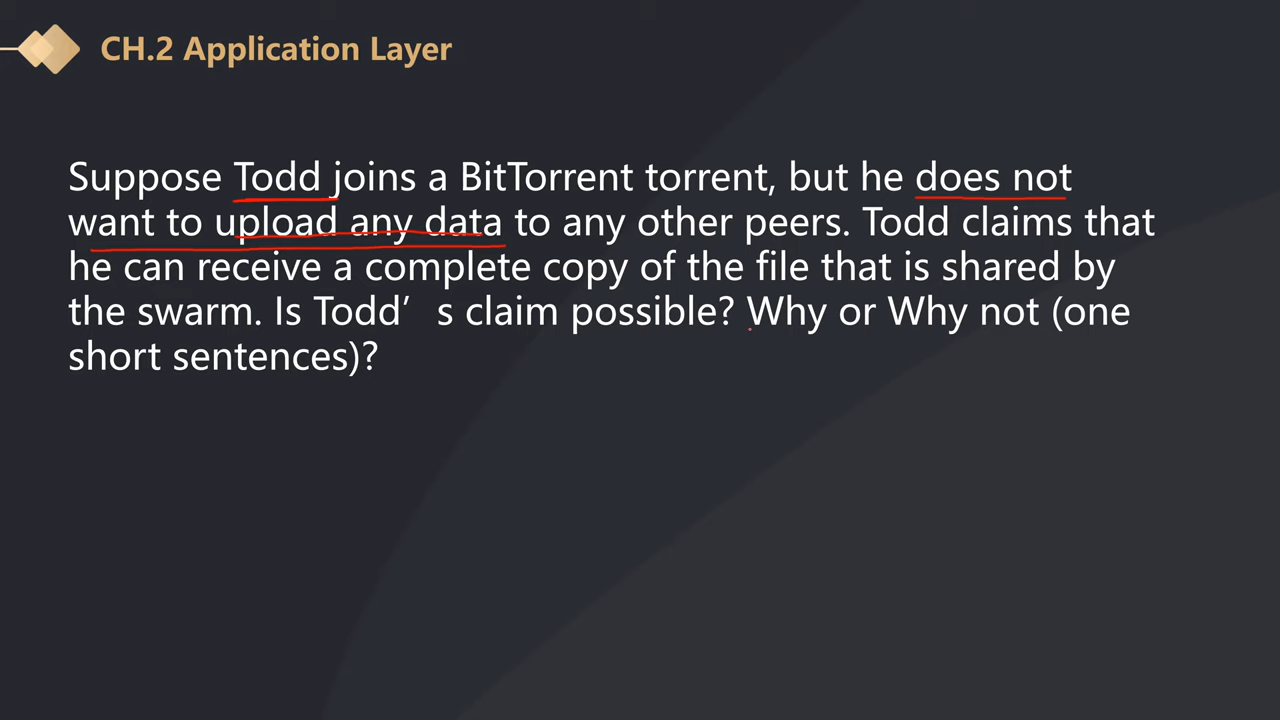 CH.2 Application Layer
Suppose Todd joins a BitTorrent torrent, but he does not
want to upload any data to any other peers. Todd claims that
he can receive a complete copy of the file that is shared by
the swarm. Is Todd’ s claim possible? Why or Why not (one
short sentences)?